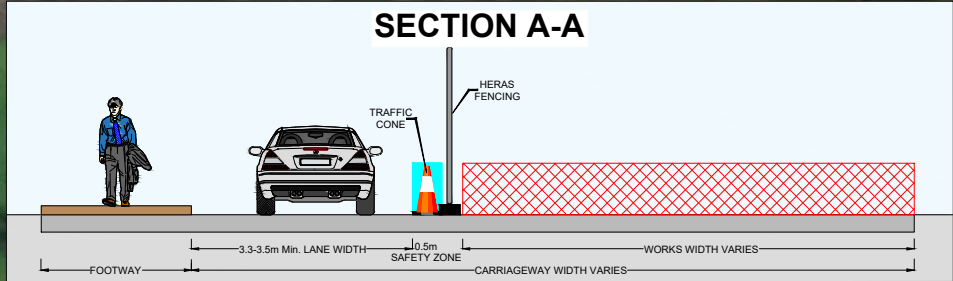 SECTION A-A
HERAS
FENCING
TRAFFIC
CONE
3.3-3.5m Min. LANE WIDTH
0.5m
SAFETY ZONE
WORKS WIDTH VARIES
FOOTWAY
CARRIAGEWAY WIDTH VARIES